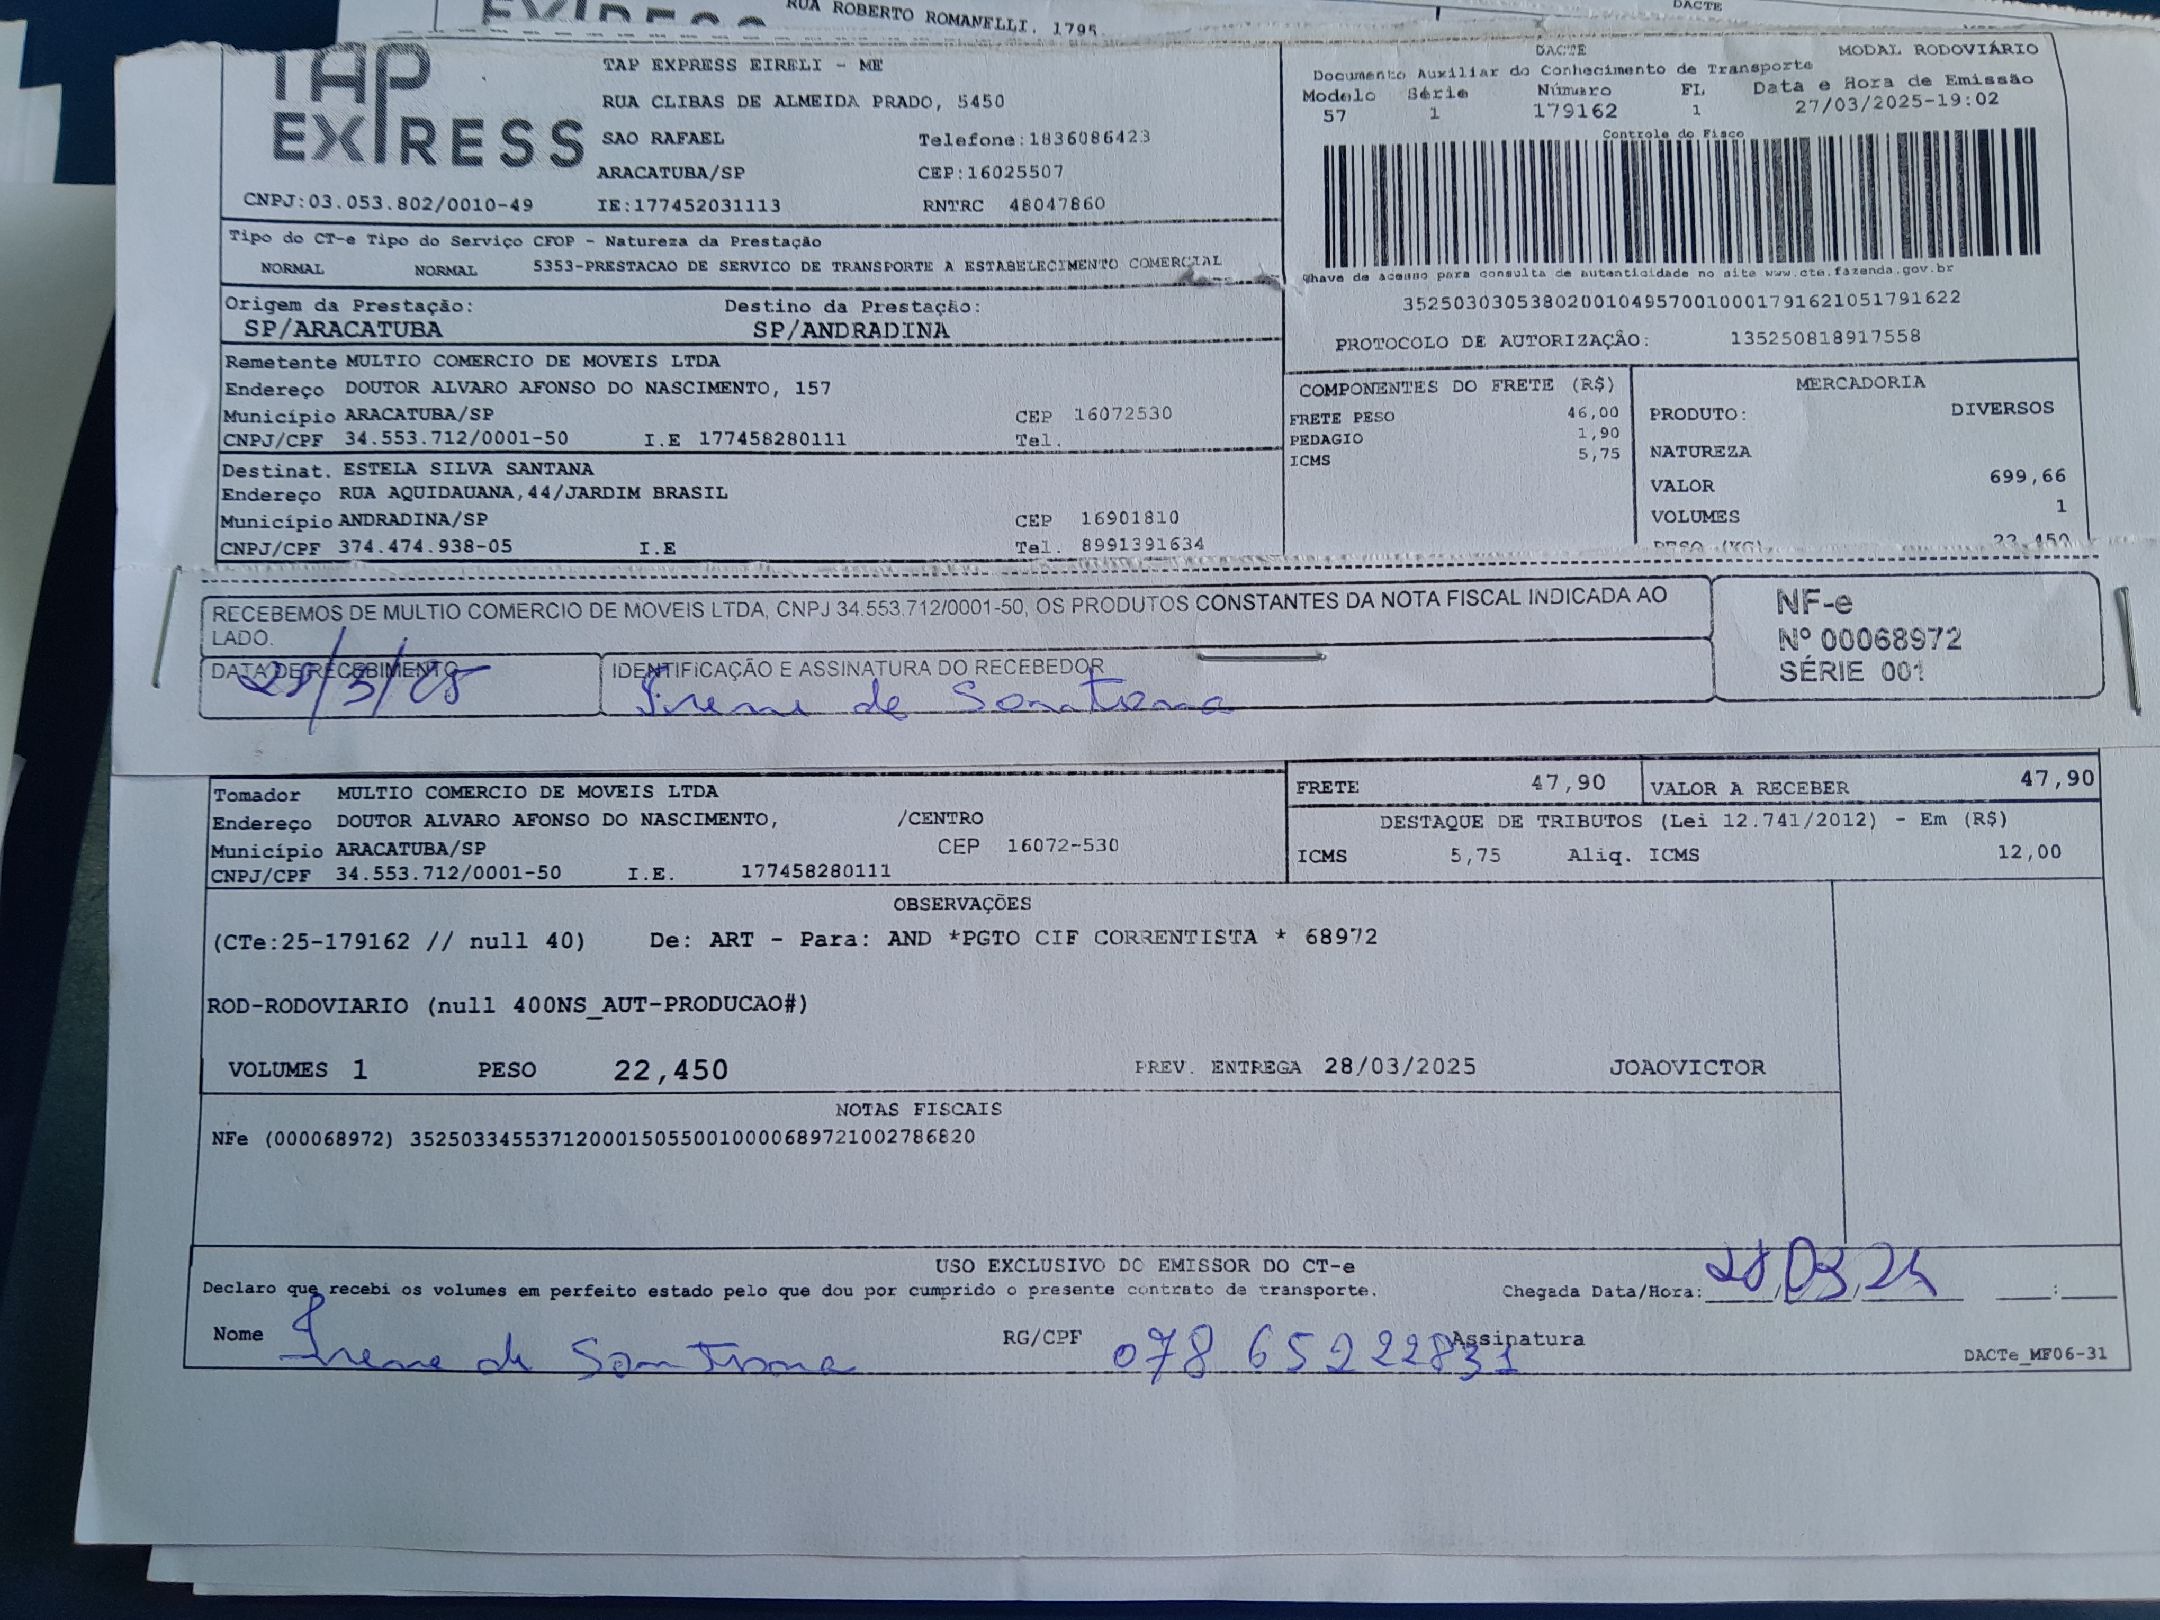 RUA ROBERTO ROMANELLI, 1795.
DACTE
TAP EXPRESS
TAP EXPRESS EIRELI - ME
RUA CLIBAS DE ALMEIDA PRADO, 5450
SAO RAFAEL Telefone:1836086423
ARACATUBA/SP CEP:16025507
CNPJ:03.053.802/0010-49 IE:177452031113 RNTRC 48047860
DACTE MODAL RODOVIÁRIO
Documento Auxiliar do Conhecimento de Transporte
Modelo Série Número FL Data e Hora de Emissão
57 1 179162 1 27/03/2025-19:02
Controle do Fisco
Chave de acesso para consulta de autenticidade no site www.cte.fazenda.gov.br
35250303053802001049570010001791621051791622
PROTOCOLO DE AUTORIZAÇÃO: 135250818917558
Tipo do CT-e Tipo do Serviço CFOP - Natureza da Prestação
NORMAL NORMAL 5353-PRESTACAO DE SERVICO DE TRANSPORTE A ESTABELECIMENTO COMERCIAL
Origem da Prestação: Destino da Prestação:
SP/ARACATUBA SP/ANDRADINA
Remetente MULTIO COMERCIO DE MOVEIS LTDA
Endereço DOUTOR ALVARO AFONSO DO NASCIMENTO, 157
Município ARACATUBA/SP CEP 16072530
CNPJ/CPF 34.553.712/0001-50 I.E 177458280111 Tel.
Destinat. ESTELA SILVA SANTANA
Endereço RUA AQUIDAUANA,44/JARDIM BRASIL
Município ANDRADINA/SP CEP 16901810
CNPJ/CPF 374.474.938-05 I.E Tel. 8991391634
COMPONENTES DO FRETE (R$)
FRETE PESO 46,00
PEDAGIO 1,90
ICMS 5,75
MERCADORIA
PRODUTO: DIVERSOS
NATUREZA
VALOR 699,66
VOLUMES 1
PESO (KG) 22,450
RECEBEMOS DE MULTIO COMERCIO DE MOVEIS LTDA, CNPJ 34.553.712/0001-50, OS PRODUTOS CONSTANTES DA NOTA FISCAL INDICADA AO
LADO.
DATA DE RECEBIMENTO IDENTIFICAÇÃO E ASSINATURA DO RECEBEDOR
Irene de Santana
NF-e
Nº 00068972
SÉRIE 001
Tomador MULTIO COMERCIO DE MOVEIS LTDA
Endereço DOUTOR ALVARO AFONSO DO NASCIMENTO, /CENTRO
Município ARACATUBA/SP CEP 16072-530
CNPJ/CPF 34.553.712/0001-50 I.E. 177458280111
FRETE 47,90 VALOR A RECEBER 47,90
DESTAQUE DE TRIBUTOS (Lei 12.741/2012) - Em (R$)
ICMS 5,75 Aliq. ICMS 12,00
OBSERVAÇÕES
(CTe:25-179162 // null 40) De: ART - Para: AND *PGTO CIF CORRENTISTA * 68972
ROD-RODOVIARIO (null 400NS_AUT-PRODUCAO#)
VOLUMES 1 PESO 22,450 PREV. ENTREGA 28/03/2025 JOAOVICTOR
NOTAS FISCAIS
NFe (000068972) 35250334553712000150550010000689721002786820
USO EXCLUSIVO DO EMISSOR DO CT-e
Declaro que recebi os volumes em perfeito estado pelo que dou por cumprido o presente contrato de transporte. Chegada Data/Hora: :
Nome Irene de Santana RG/CPF 078 65222831 Assinatura
DACTe_MF06-31